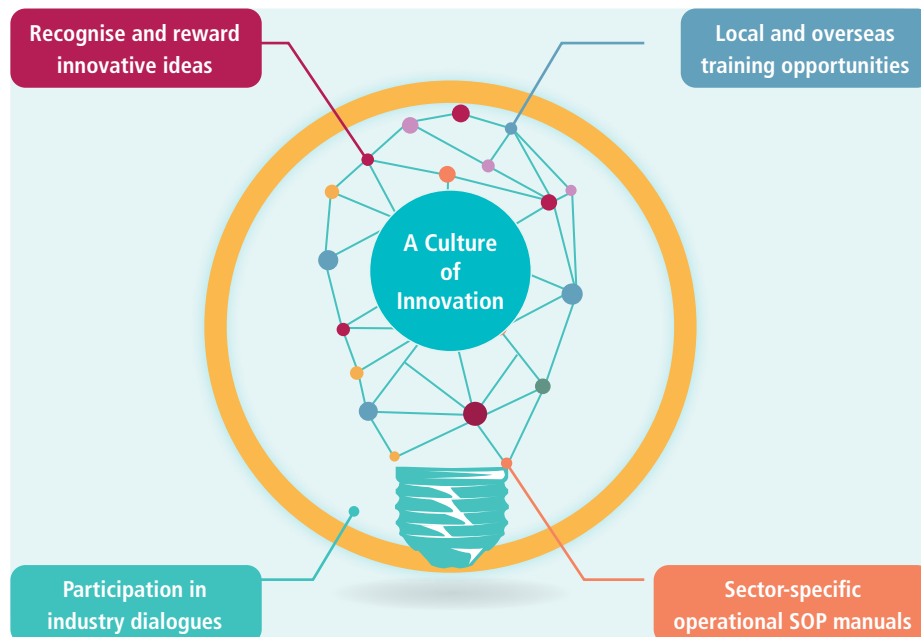 Recognise and reward
innovative ideas
Local and overseas
training opportunities
A Culture
of
Innovation
Participation in
industry dialogues
Sector-specific
operational SOP manuals